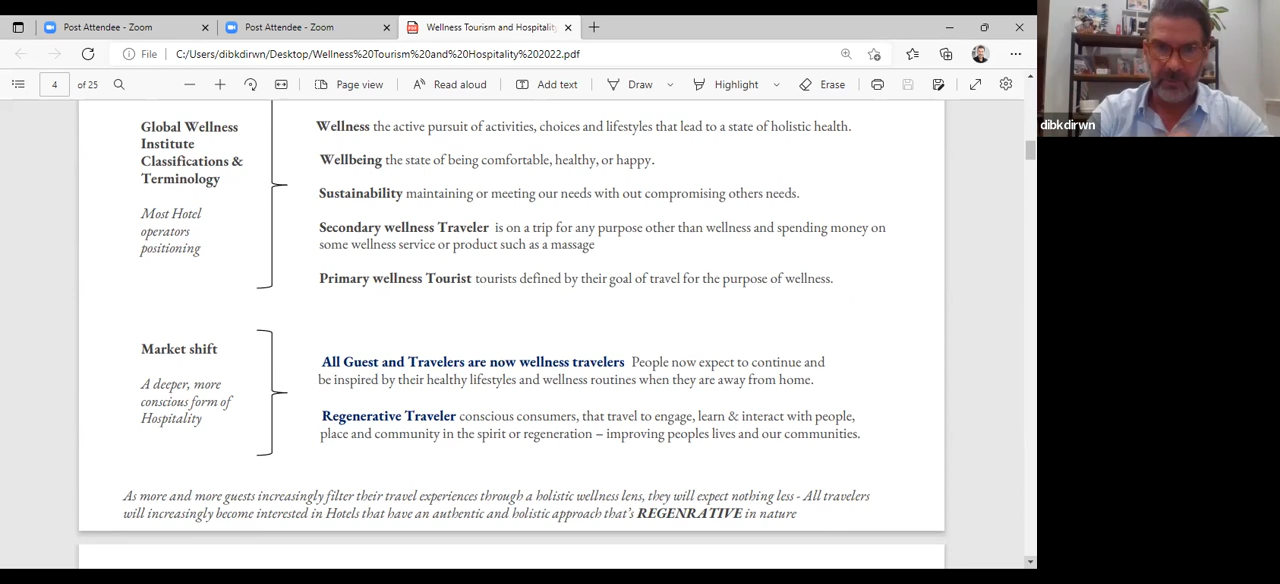 Post Attendee - Zoom
Post Attendee - Zoom
Wellness Tourism and Hospitalit
File C:/Users/dibkdirwn/Desktop/Wellness%20Tourism%20and%20Hospitality%202022.pdf
4 of 25 Page view Read aloud Add text Draw Highlight Erase
dibkdirwn
Global Wellness
Institute
Classifications &
Terminology
Most Hotel
operators
positioning
Wellness the active pursuit of activities, choices and lifestyles that lead to a state of holistic health.
Wellbeing the state of being comfortable, healthy, or happy.
Sustainability maintaining or meeting our needs with out compromising others needs.
Secondary wellness Traveler is on a trip for any purpose other than wellness and spending money on
some wellness service or product such as a massage
Primary wellness Tourist tourists defined by their goal of travel for the purpose of wellness.
Market shift
A deeper, more
conscious form of
Hospitality
All Guest and Travelers are now wellness travelers People now expect to continue and
be inspired by their healthy lifestyles and wellness routines when they are away from home.
Regenerative Traveler conscious consumers, that travel to engage, learn & interact with people,
place and community in the spirit or regeneration – improving peoples lives and our communities.
As more and more guests increasingly filter their travel experiences through a holistic wellness lens, they will expect nothing less - All travelers
will increasingly become interested in Hotels that have an authentic and holistic approach that's REGENRATIVE in nature